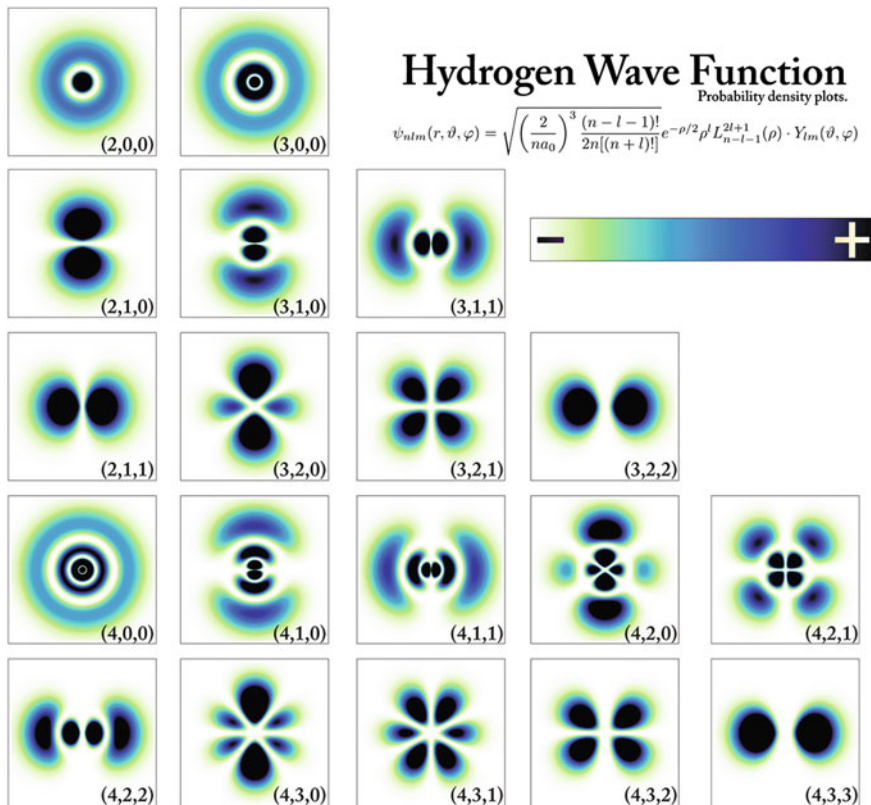 (2,0,0) (3,0,0)
Hydrogen Wave Function
Probability density plots.
ψnlm(r, ϑ, φ) = √((2/na₀)³ (n − l − 1)!/2n[(n + l)!]) e^−ρ/2 ρ^l L^2l+1_n−l−1(ρ) · Ylm(ϑ, φ)
(2,1,0) (3,1,0) (3,1,1)
− +
(2,1,1) (3,2,0) (3,2,1) (3,2,2)
(4,0,0) (4,1,0) (4,1,1) (4,2,0) (4,2,1)
(4,2,2) (4,3,0) (4,3,1) (4,3,2) (4,3,3)